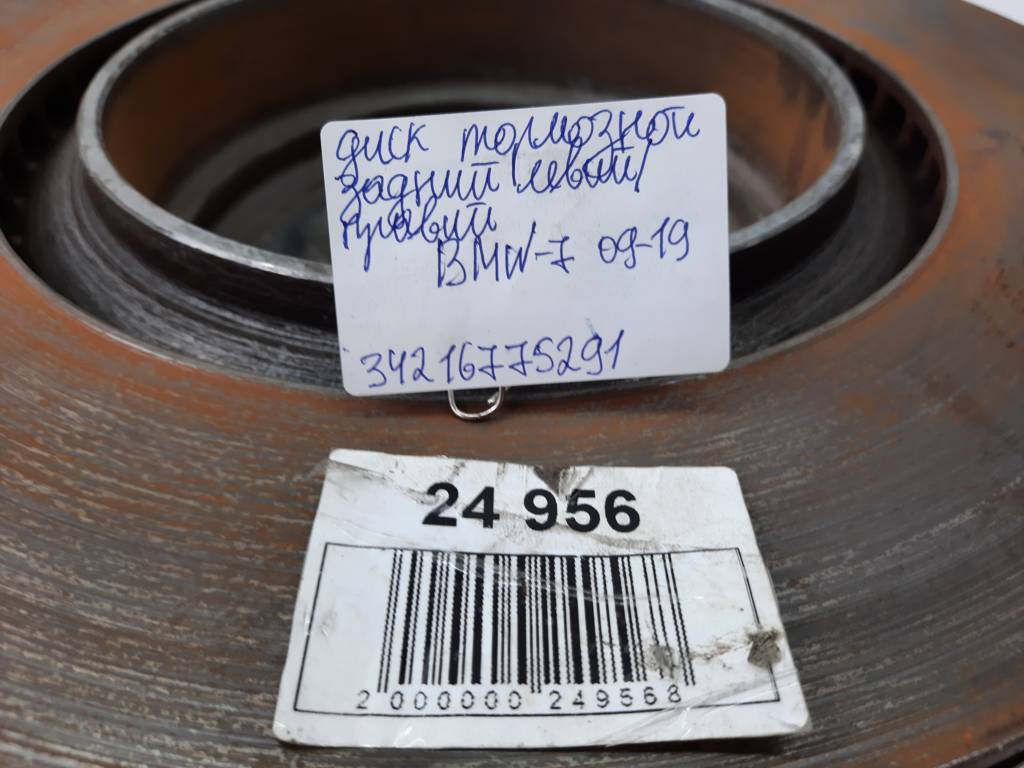 диск тормозной
задний левый/
правый
BMW-7 09-19
34216775291
24 956
2 000000 249568